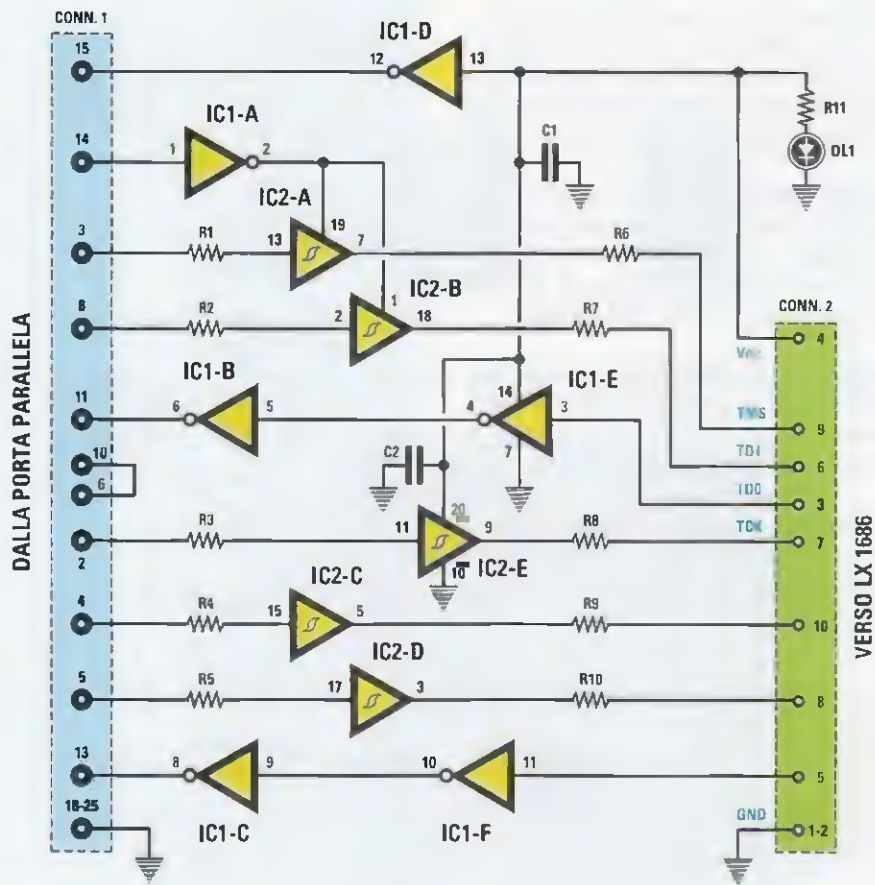 CONN. 1
15
12
IC1-D
13
R11
DL1
C1
14
1
IC1-A
2
IC2-A
19
3
R1
13
7
R6
8
R2
2
IC2-B
1
18
R7
CONN. 2
4
Vcc
DALLA PORTA PARALLELA
11
6
IC1-B
5
4
14
IC1-E
3
7
TMS
9
TDI
6
TDO
3
10
6
C2
20
2
R3
11
9
10
IC2-E
R8
TCK
7
VERSO LX 1686
4
R4
15
IC2-C
5
R9
10
5
R5
17
IC2-D
3
R10
8
13
8
9
IC1-C
10
11
IC1-F
5
18-25
GND
1-2